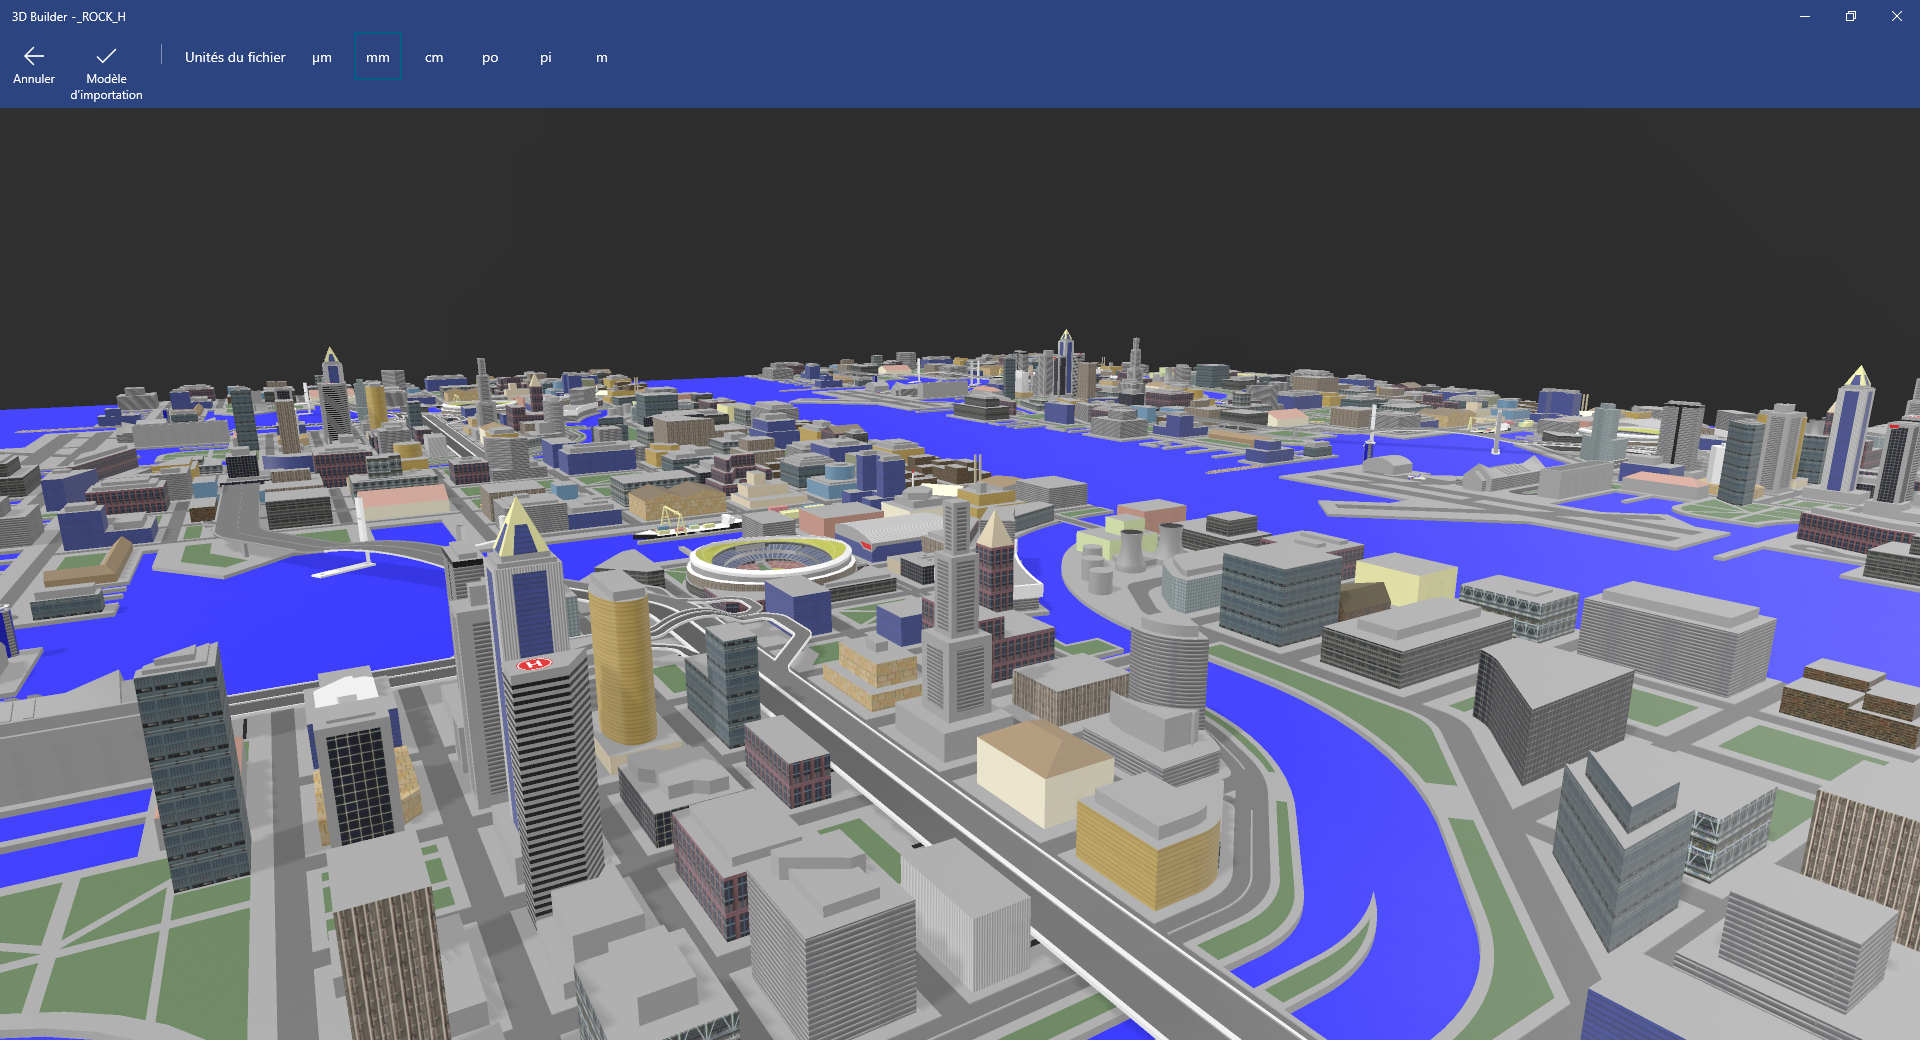 3D Builder -_ROCK_H
Annuler
Modèle
d'importation
Unités du fichier
µm
mm
cm
po
pi
m
H